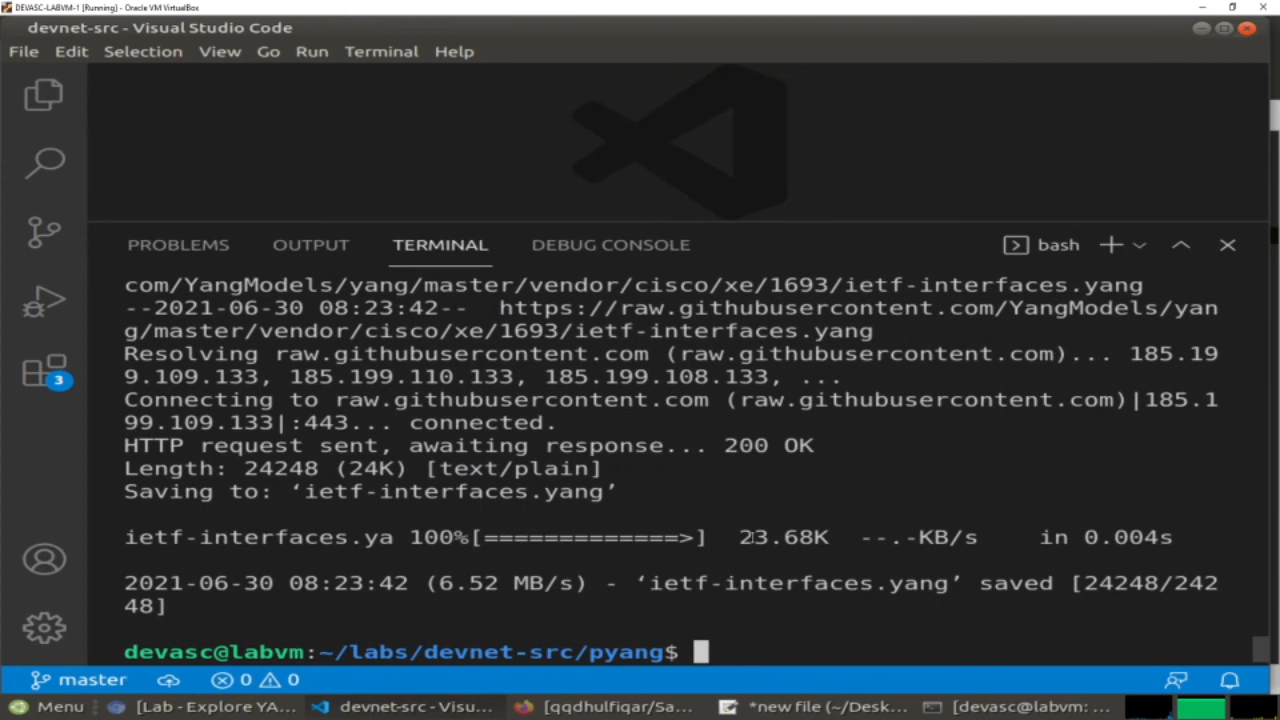 DEVASC-LABVM-1 [Running] - Oracle VM VirtualBox
devnet-src - Visual Studio Code
File Edit Selection View Go Run Terminal Help
PROBLEMS OUTPUT TERMINAL DEBUG CONSOLE bash
com/YangModels/yang/master/vendor/cisco/xe/1693/ietf-interfaces.yang
--2021-06-30 08:23:42--  https://raw.githubusercontent.com/YangModels/yan
g/master/vendor/cisco/xe/1693/ietf-interfaces.yang
Resolving raw.githubusercontent.com (raw.githubusercontent.com)... 185.19
9.109.133, 185.199.110.133, 185.199.108.133, ...
Connecting to raw.githubusercontent.com (raw.githubusercontent.com)|185.1
99.109.133|:443... connected.
HTTP request sent, awaiting response... 200 OK
Length: 24248 (24K) [text/plain]
Saving to: ‘ietf-interfaces.yang’
ietf-interfaces.ya 100%[=============>]  23.68K  --.-KB/s    in 0.004s
2021-06-30 08:23:42 (6.52 MB/s) - ‘ietf-interfaces.yang’ saved [24248/242
48]
devasc@labvm:~/labs/devnet-src/pyang$
3
master 0 0
Menu [Lab - Explore YA... devnet-src - Visu... [qqdhulfiqar/Sa... *new file (~/Desk... [devasc@labvm: ...